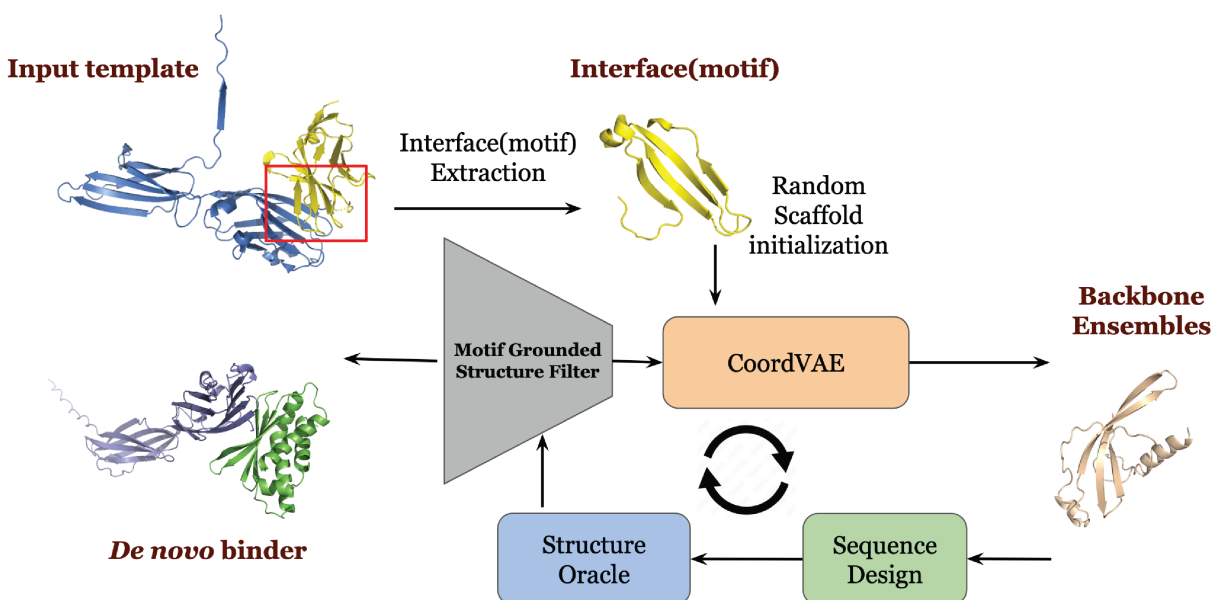 Input template
Interface(motif)
Extraction
Interface(motif)
Random
Scaffold
initialization
Motif Grounded
Structure Filter
CoordVAE
Backbone
Ensembles
De novo binder
Structure
Oracle
Sequence
Design